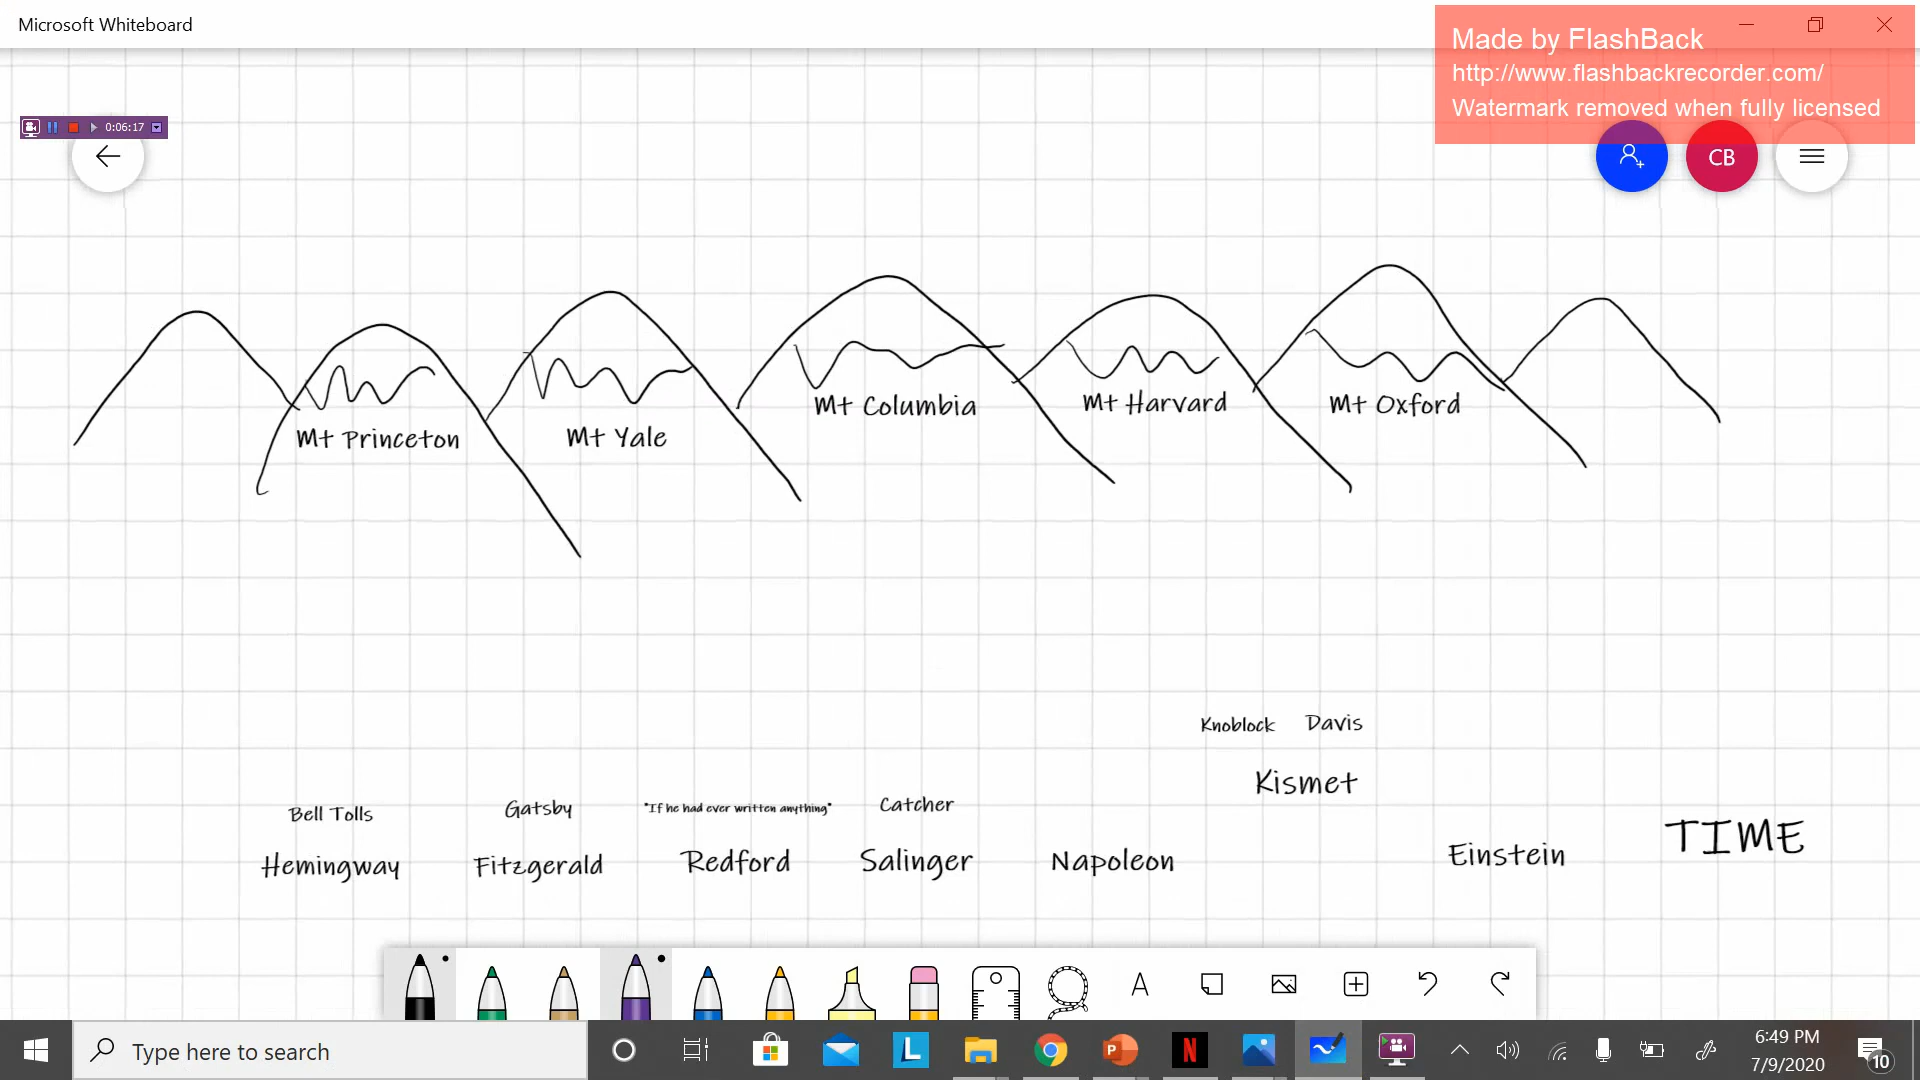 Microsoft Whiteboard
Made by FlashBack
http://www.flashbackrecorder.com/
Watermark removed when fully licensed
0:06:17
CB
Mt Princeton
Mt Yale
Mt Columbia
Mt Harvard
Mt Oxford
Knoblock Davis
Kismet
Bell Tolls
Gatsby
"If he had ever written anything"
Catcher
Hemingway
Fitzgerald
Redford
Salinger
Napoleon
Einstein
TIME
A
Type here to search
L
P
N
6:49 PM
7/9/2020
10